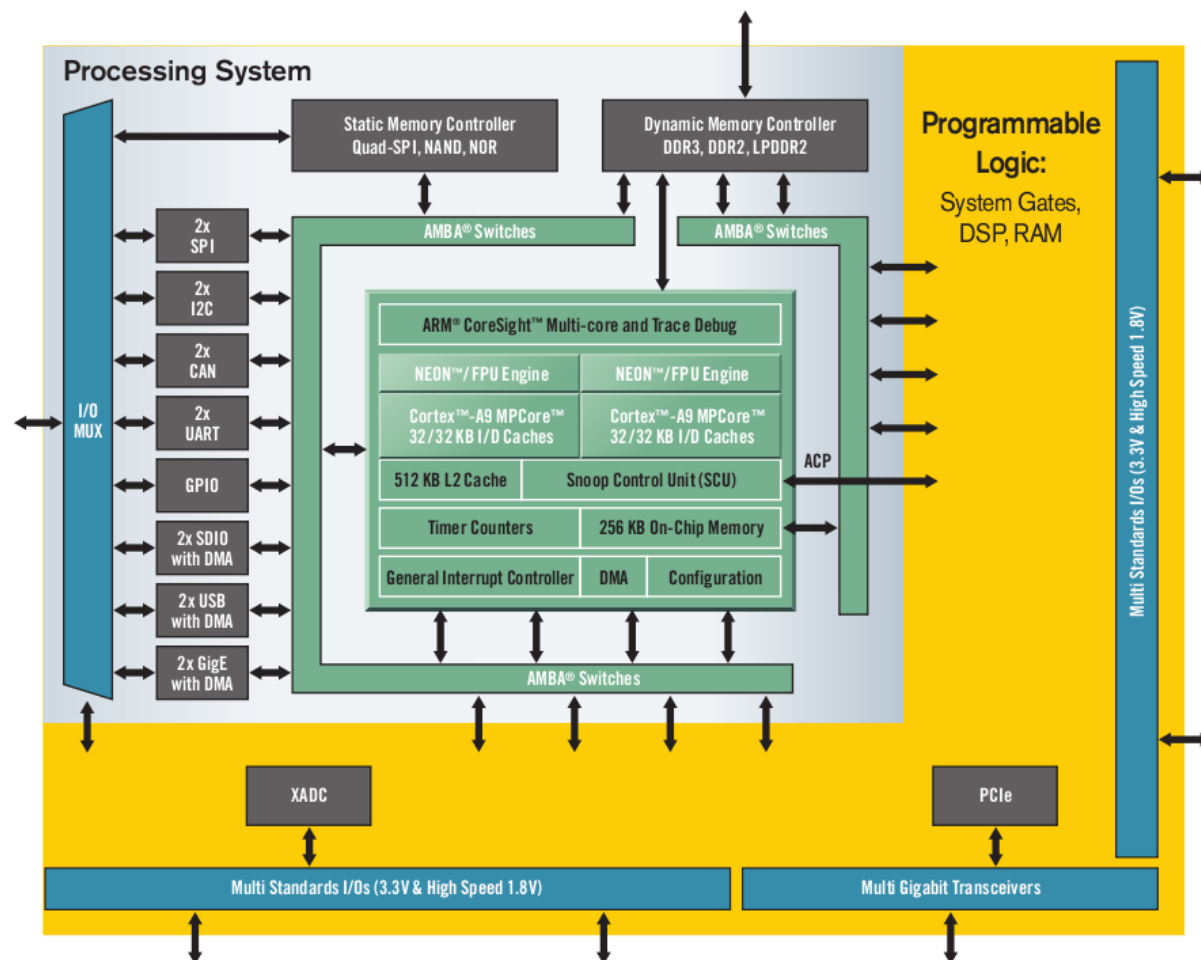 Processing System
Static Memory Controller
Quad-SPI, NAND, NOR
Dynamic Memory Controller
DDR3, DDR2, LPDDR2
Programmable
Logic:
System Gates,
DSP, RAM
AMBA® Switches
AMBA® Switches
2x
SPI
2x
I2C
2x
CAN
2x
UART
GPIO
2x SDIO
with DMA
2x USB
with DMA
2x GigE
with DMA
I/O
MUX
ARM® CoreSight™ Multi-core and Trace Debug
NEON™/FPU Engine
NEON™/FPU Engine
Cortex™-A9 MPCore™
32/32 KB I/D Caches
Cortex™-A9 MPCore™
32/32 KB I/D Caches
512 KB L2 Cache
Snoop Control Unit (SCU)
ACP
Timer Counters
256 KB On-Chip Memory
General Interrupt Controller
DMA
Configuration
AMBA® Switches
Multi Standards I/Os (3.3V & High Speed 1.8V)
XADC
PCIe
Multi Standards I/Os (3.3V & High Speed 1.8V)
Multi Gigabit Transceivers